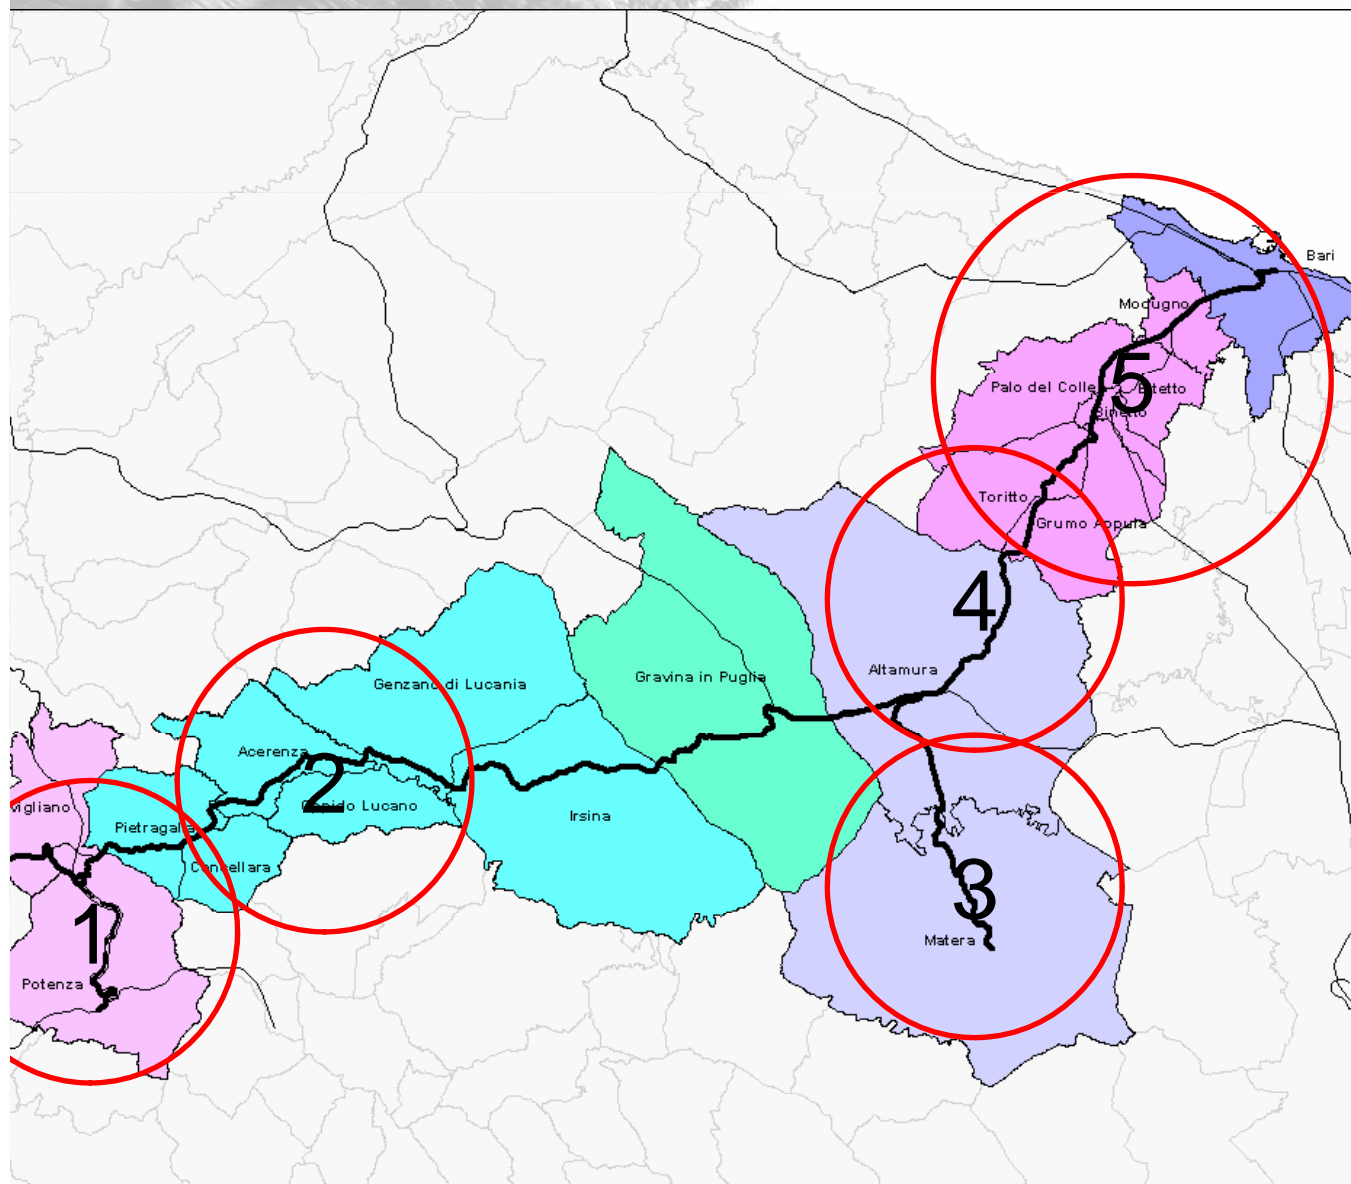 Bari
Modugno
Palo del Colle
5
Bitetto
Binetto
Toritto
Grumo Appula
4
Altamura
Gravina in Puglia
Genzano di Lucania
Acerenza
2
Oppido Lucano
Irsina
Pietragalla
Cancellara
vigliano
1
Potenza
3
Matera